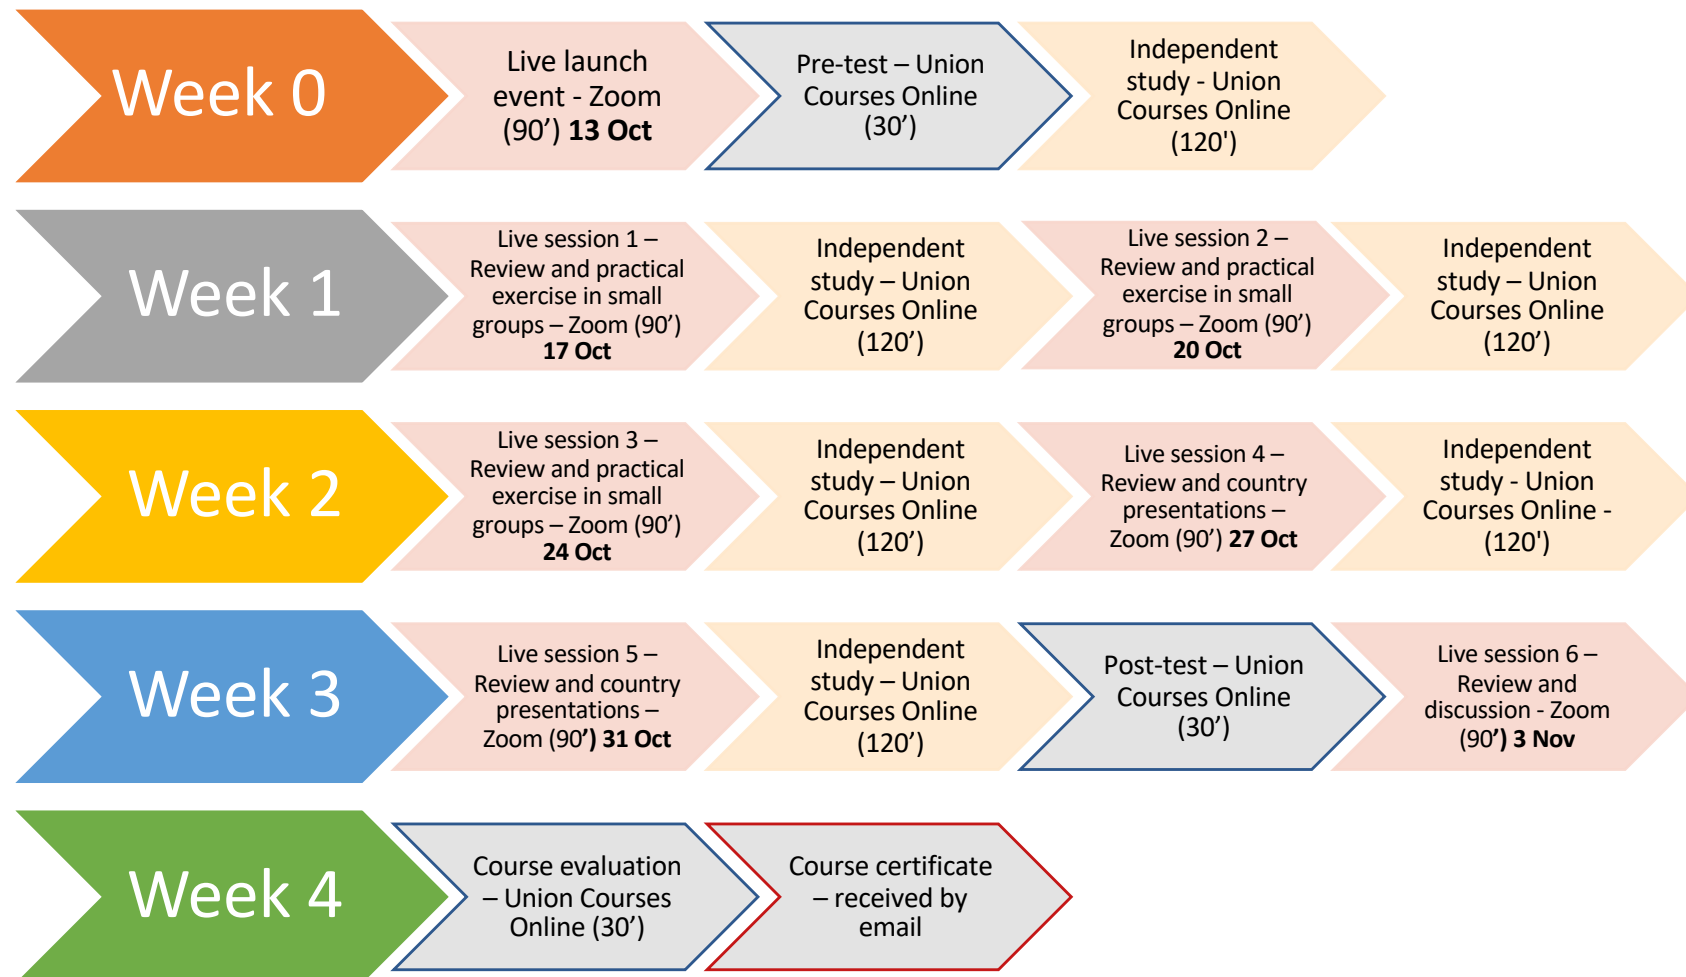 Week 0
Live launch
event - Zoom
(90’) 13 Oct
Pre-test – Union
Courses Online
(30’)
Independent
study - Union
Courses Online
(120')
Week 1
Live session 1 –
Review and practical
exercise in small
groups – Zoom (90’)
17 Oct
Independent
study – Union
Courses Online
(120’)
Live session 2 –
Review and practical
exercise in small
groups – Zoom (90’)
20 Oct
Independent
study – Union
Courses Online
(120’)
Week 2
Live session 3 –
Review and practical
exercise in small
groups – Zoom (90’)
24 Oct
Independent
study – Union
Courses Online
(120’)
Live session 4 –
Review and country
presentations –
Zoom (90’) 27 Oct
Independent
study - Union
Courses Online -
(120')
Week 3
Live session 5 –
Review and country
presentations –
Zoom (90’) 31 Oct
Independent
study – Union
Courses Online
(120’)
Post-test – Union
Courses Online
(30’)
Live session 6 –
Review and
discussion - Zoom
(90’) 3 Nov
Week 4
Course evaluation
– Union Courses
Online (30’)
Course certificate
– received by
email